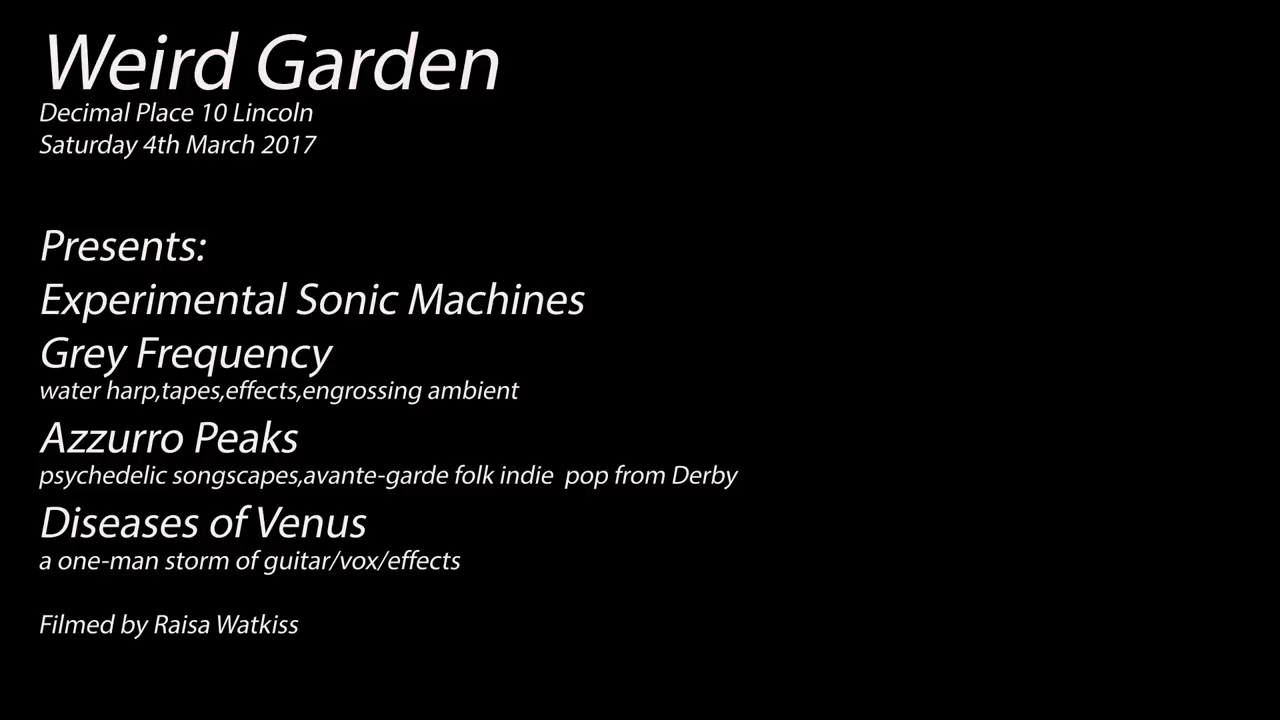 Weird Garden
Decimal Place 10 Lincoln
Saturday 4th March 2017
Presents:
Experimental Sonic Machines
Grey Frequency
water harp,tapes,effects,engrossing ambient
Azzurro Peaks
psychedelic songscapes,avante-garde folk indie  pop from Derby
Diseases of Venus
a one-man storm of guitar/vox/effects
Filmed by Raisa Watkiss